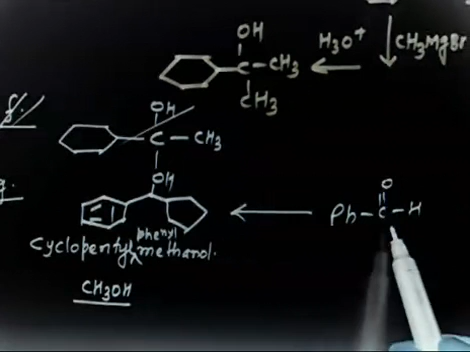 OH
H3O+
CH3MgBr
C-CH3
CH3
f.
OH
C-CH3
OH
g.
O
Ph-C-H
Cyclopentyl phenyl methanol.
CH3OH